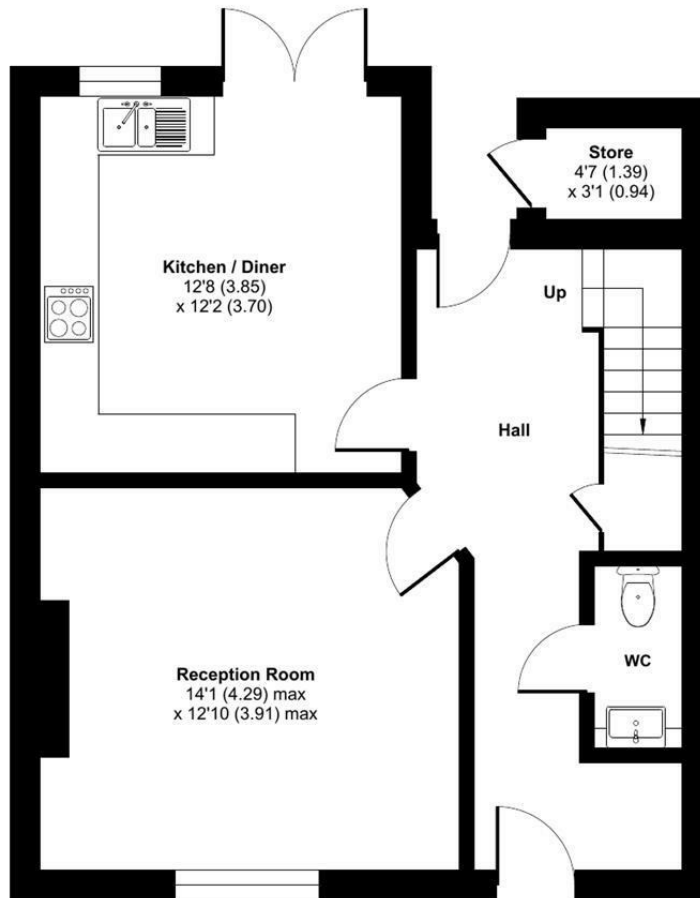 Store
4'7 (1.39)
x 3'1 (0.94)
Kitchen / Diner
12'8 (3.85)
x 12'2 (3.70)
Up
Hall
Reception Room
14'1 (4.29) max
x 12'10 (3.91) max
WC